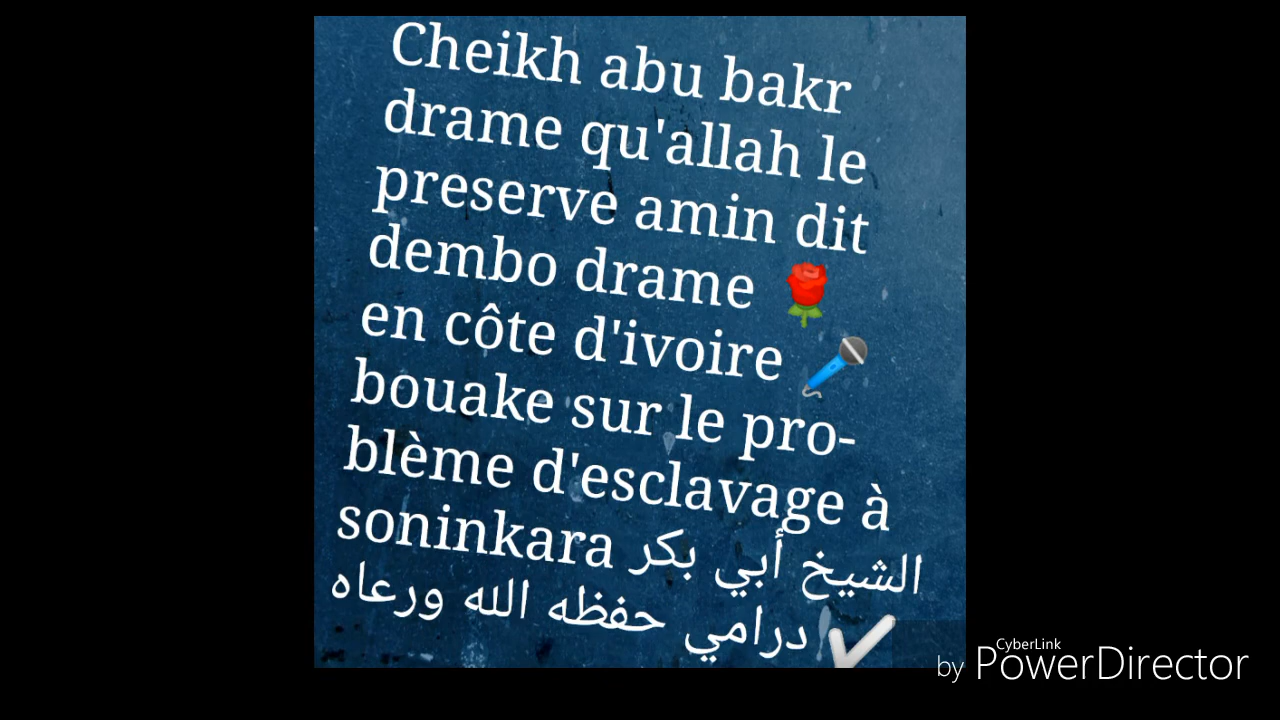 Cheikh abu bakr
drame qu'allah le
preserve amin dit
dembo drame 🌹
en côte d'ivoire 🎤
bouake sur le pro-
blème d'esclavage à
soninkara الشيخ أبي بكر
درامي حفظه الله ورعاه ✔
CyberLink
by PowerDirector